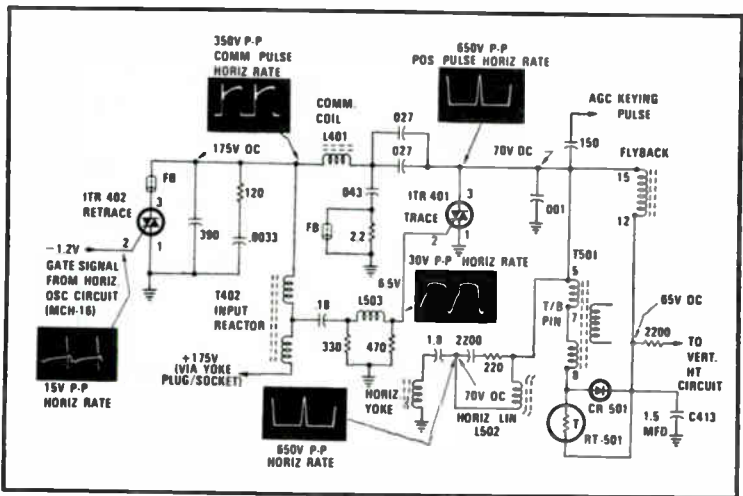 350V P-P
COMM PULSE
HORIZ RATE
650V P-P
POS PULSE HORIZ RATE
COMM.
COIL
L401
027
027
175V DC
70V DC
AGC KEYING
PULSE
150
FLYBACK
15
12
FB
3
1TR 402
RETRACE
1
2
-1.2V
GATE SIGNAL
FROM HORIZ
OSC CIRCUIT
(MCH-16)
120
390
.0033
043
FB
2.2
1TR 401
TRACE
3
1
2
001
30V P-P HORIZ RATE
6.5V
T402
INPUT
REACTOR
.18
L503
330
470
+175V
(VIA YOKE
PLUG/SOCKET)
15V P-P
HORIZ RATE
T501
5
T/B
PIN
7
8
65V DC
2200
TO
VERT.
HT
CIRCUIT
1.8
2200
220
HORIZ
YOKE
70V DC
HORIZ LIN
L502
CR 501
T
RT-501
1.5
MFD
C413
650V P-P
HORIZ RATE